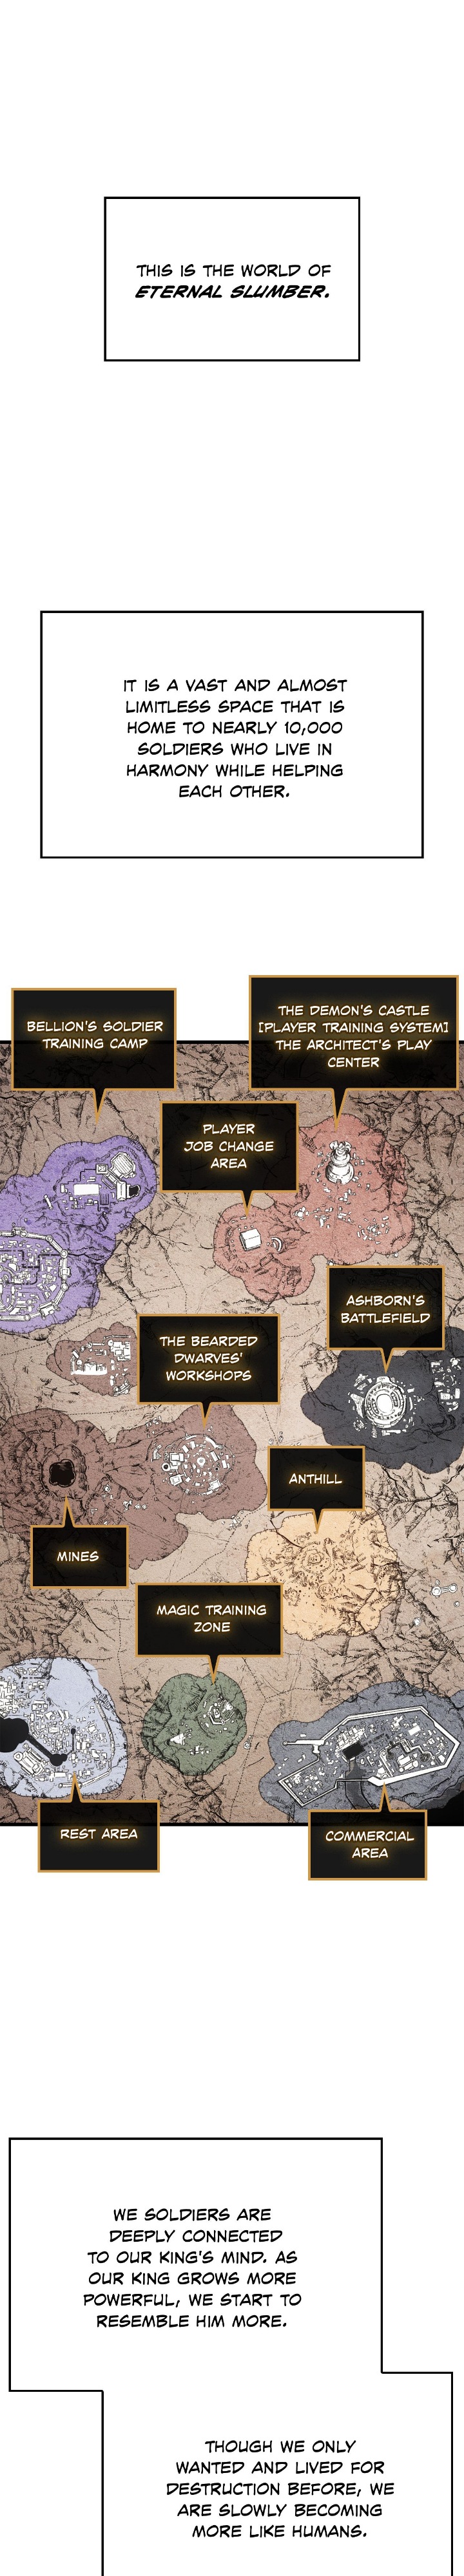 THIS IS THE WORLD OF
ETERNAL SLUMBER.
IT IS A VAST AND ALMOST
LIMITLESS SPACE THAT IS
HOME TO NEARLY 10,000
SOLDIERS WHO LIVE IN
HARMONY WHILE HELPING
EACH OTHER.
BELLION'S SOLDIER
TRAINING CAMP
THE DEMON'S CASTLE
[PLAYER TRAINING SYSTEM]
THE ARCHITECT'S PLAY
CENTER
PLAYER
JOB CHANGE
AREA
ASHBORN'S
BATTLEFIELD
THE BEARDED
DWARVES'
WORKSHOPS
ANTHILL
MINES
MAGIC TRAINING
ZONE
REST AREA
COMMERCIAL
AREA
WE SOLDIERS ARE
DEEPLY CONNECTED
TO OUR KING'S MIND. AS
OUR KING GROWS MORE
POWERFUL, WE START TO
RESEMBLE HIM MORE.
THOUGH WE ONLY
WANTED AND LIVED FOR
DESTRUCTION BEFORE, WE
ARE SLOWLY BECOMING
MORE LIKE HUMANS.